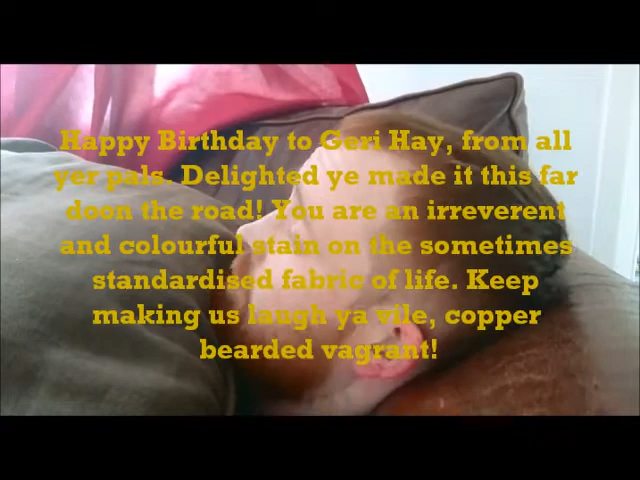 Happy Birthday to Geri Hay, from all
yer pals. Delighted ye made it this far
doon the road! You are an irreverent
and colourful stain on the sometimes
standardised fabric of life. Keep
making us laugh ya vile, copper
bearded vagrant!